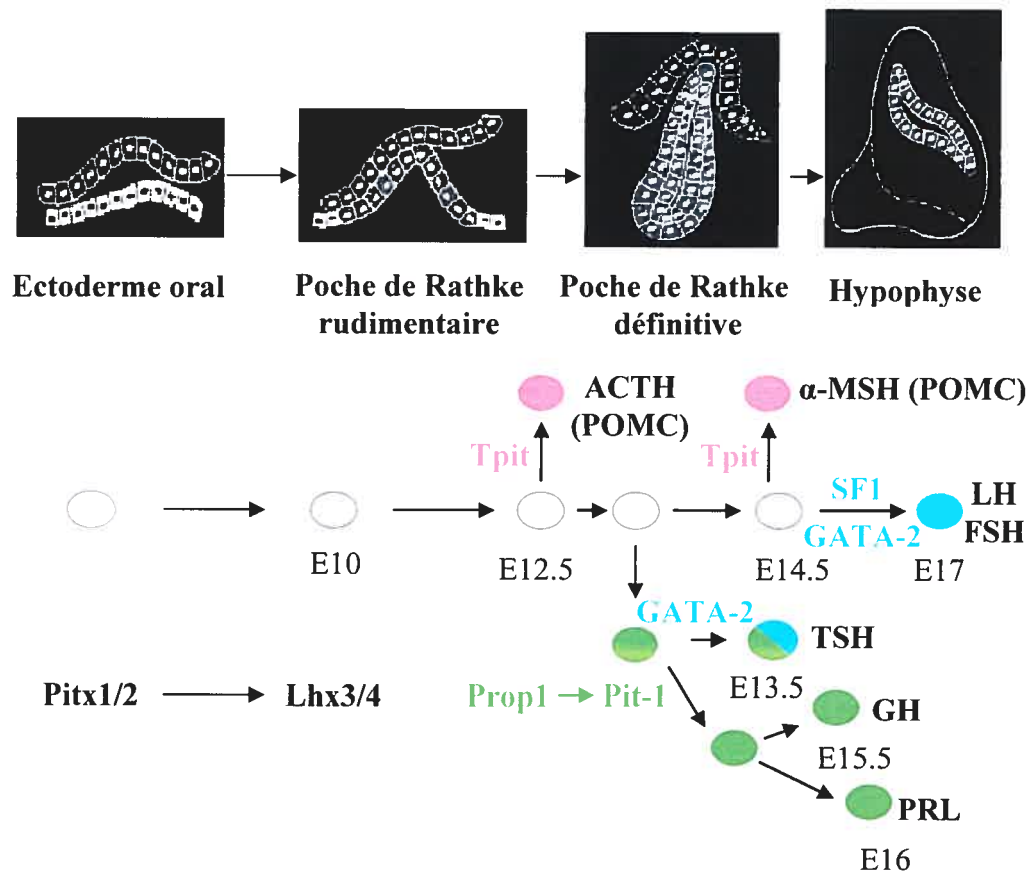 Ectoderme oral
Poche de Rathke
rudimentaire
Poche de Rathke
définitive
Hypophyse
ACTH
(POMC)
α-MSH (POMC)
Tpit
Tpit
SF1
GATA-2
LH
FSH
E10
E12.5
E14.5
E17
GATA-2
TSH
E13.5
Pitx1/2
Lhx3/4
Prop1
Pit-1
GH
E15.5
PRL
E16